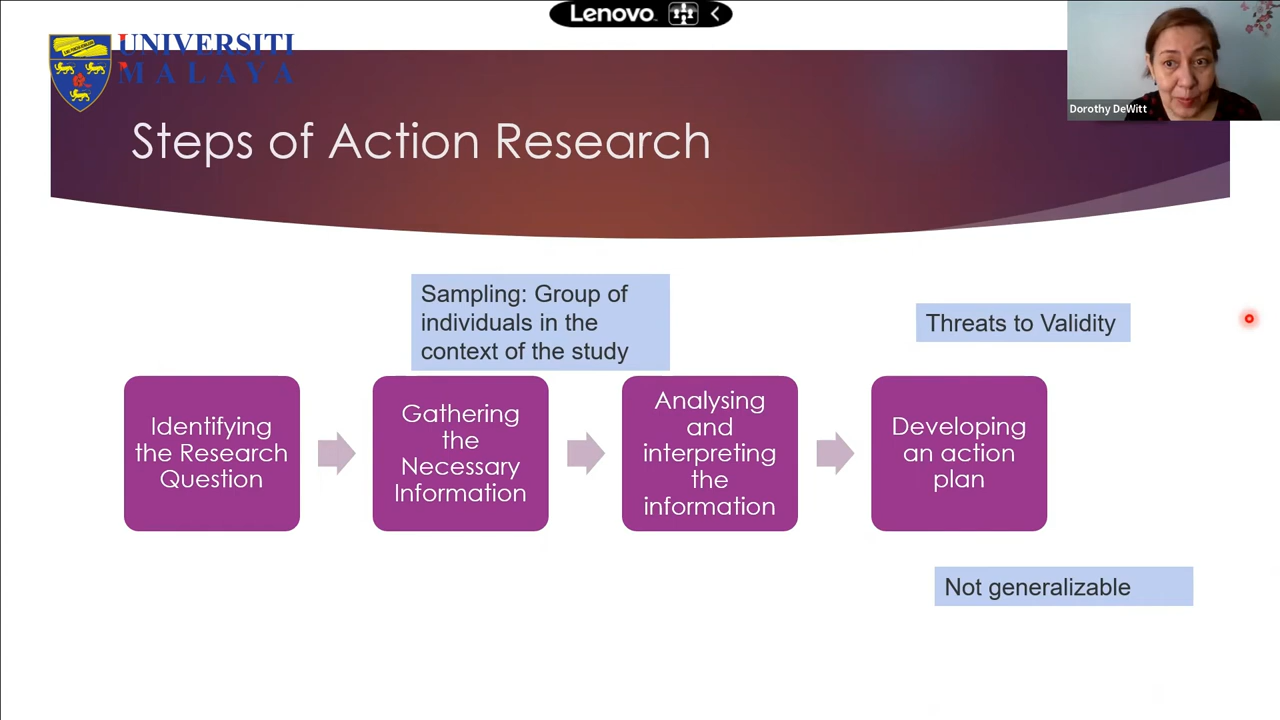 Lenovo
UNIVERSITI
MALAYA
Dorothy DeWitt
Steps of Action Research
Sampling: Group of
individuals in the
context of the study
Threats to Validity
Identifying
the Research
Question
Gathering
the
Necessary
Information
Analysing
and
interpreting
the
information
Developing
an action
plan
Not generalizable